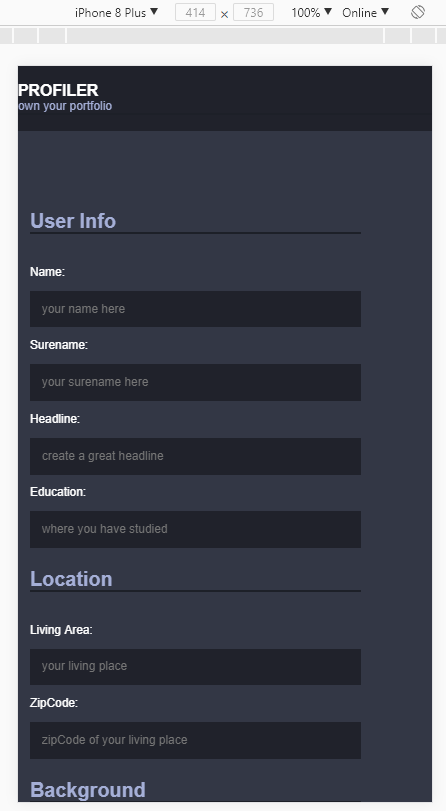 iPhone 8 Plus ▼ 414 × 736 100% ▼ Online ▼
PROFILER
own your portfolio
User Info
Name:
your name here
Surename:
your surename here
Headline:
create a great headline
Education:
where you have studied
Location
Living Area:
your living place
ZipCode:
zipCode of your living place
Background